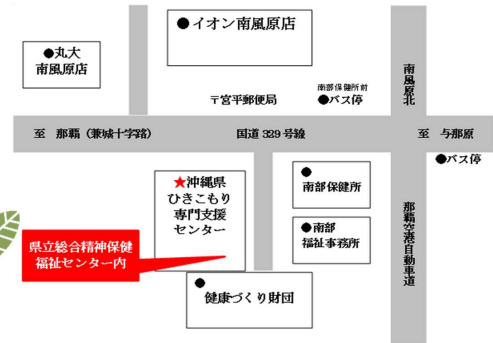 ●イオン南風原店
●丸大
南風原店
南風原北
南部保健所前
〒宮平郵便局
●バス停
至 那覇（兼城十字路）
国道329号線
至 与那原
●バス停
★沖縄県
ひきこもり
専門支援
センター
●
南部保健所
●南部
福祉事務所
那覇空港自動車道
県立総合精神保健
福祉センター内
●
健康づくり財団